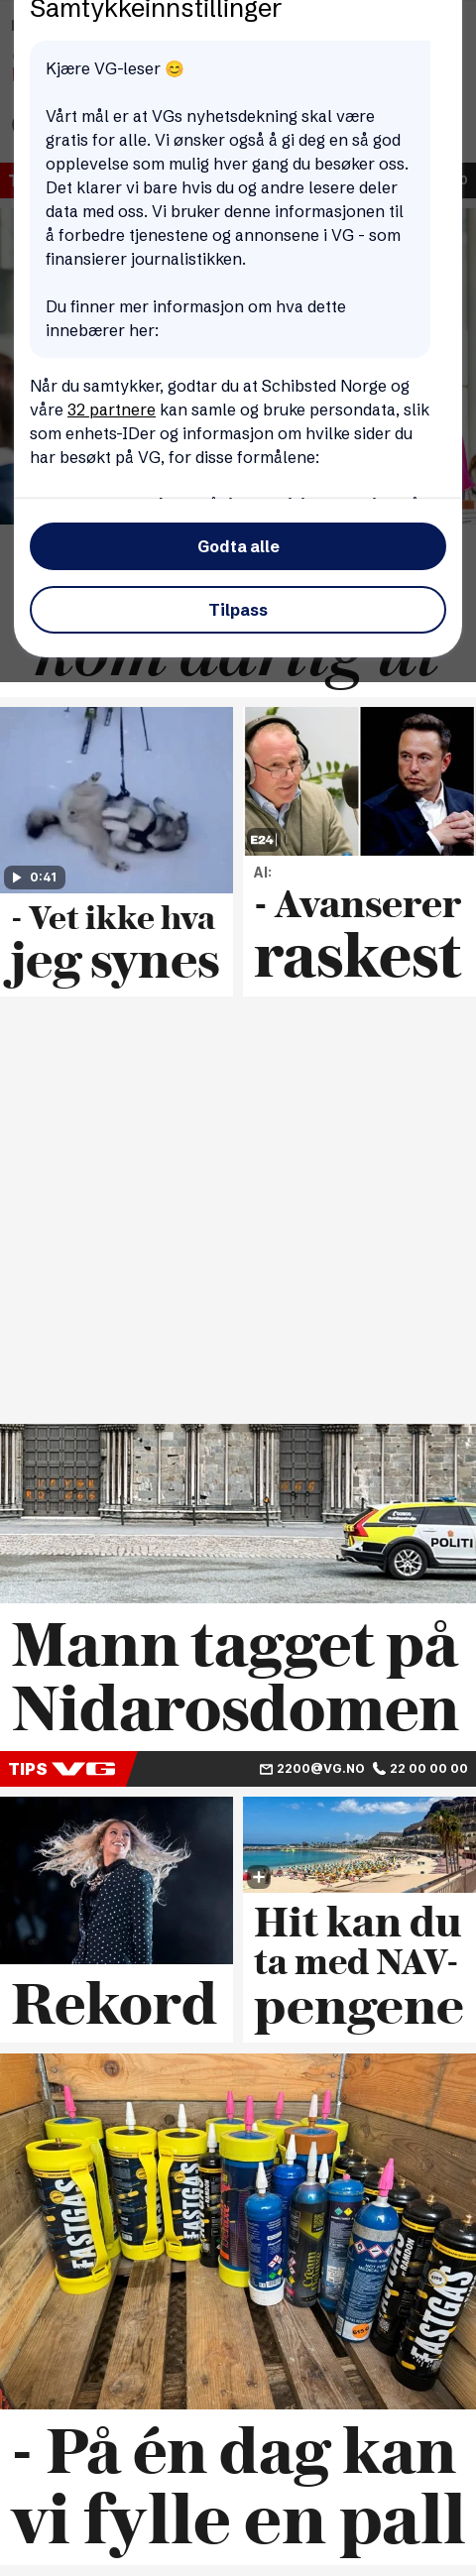 Samtykkeinnstillinger
Kjære VG-leser 😊
Vårt mål er at VGs nyhetsdekning skal være
gratis for alle. Vi ønsker også å gi deg en så god
opplevelse som mulig hver gang du besøker oss.
Det klarer vi bare hvis du og andre lesere deler
data med oss. Vi bruker denne informasjonen til
å forbedre tjenestene og annonsene i VG - som
finansierer journalistikken.
Du finner mer informasjon om hva dette
innebærer her:
Når du samtykker, godtar du at Schibsted Norge og
våre 32 partnere kan samle og bruke persondata, slik
som enhets-IDer og informasjon om hvilke sider du
har besøkt på VG, for disse formålene:
Godta alle
Tilpass
kom dårlig ut
0:41
- Vet ikke hva
jeg synes
E24
AI:
- Avanserer
raskest
POLITI
Mann tagget på
Nidarosdomen
TIPS VG
2200@VG.NO 22 00 00 00
Rekord
Hit kan du
ta med NAV-
pengene
FASTGAS
FASTGAS
FASTGAS
- På én dag kan
vi fylle en pall